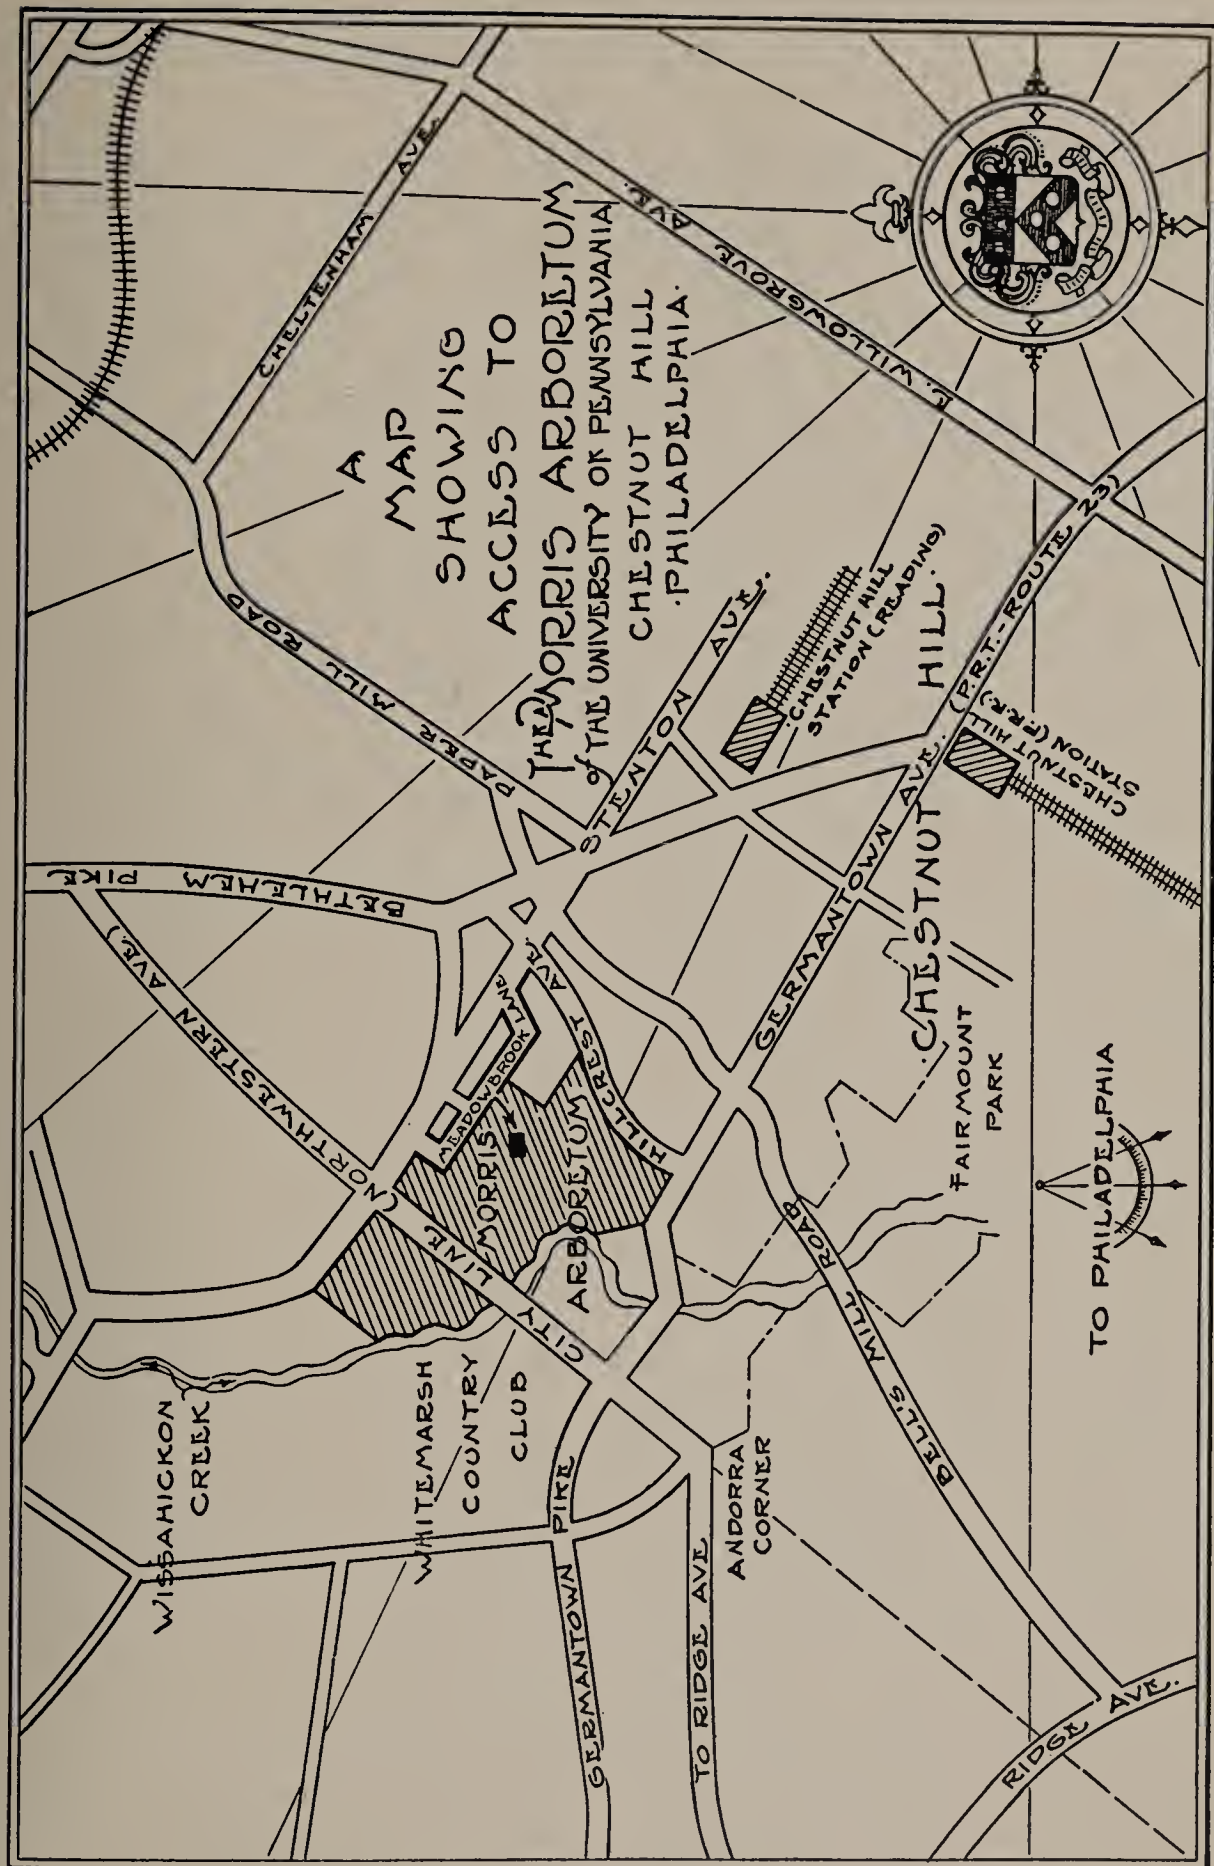 A
MAP
SHOWING
ACCESS TO
THE MORRIS ARBORETUM
of THE UNIVERSITY OF PENNSYLVANIA
CHESTNUT HILL
·PHILADELPHIA·
CHELTENHAM AVE.
E. WILLOWGROVE AVE.
PAPER MILL ROAD
STENTON AVE.
CHESTNUT HILL
STATION (READING)
GERMANTOWN AVE. (P.R.T.-ROUTE 23)
CHESTNUT HILL
STATION (P.R.R.)
·CHESTNUT HILL·
BETHLEHEM PIKE
(NORTHWESTERN AVE.)
CITY LINE
MEADOWBROOK LANE
HILLCREST AVE.
MORRIS
ARBORETUM
FAIRMOUNT
PARK
BELL'S MILL ROAD
WISSAHICKON
CREEK
WHITEMARSH
COUNTRY
CLUB
GERMANTOWN PIKE
TO RIDGE AVE
ANDORRA
CORNER
RIDGE AVE.
TO PHILADELPHIA